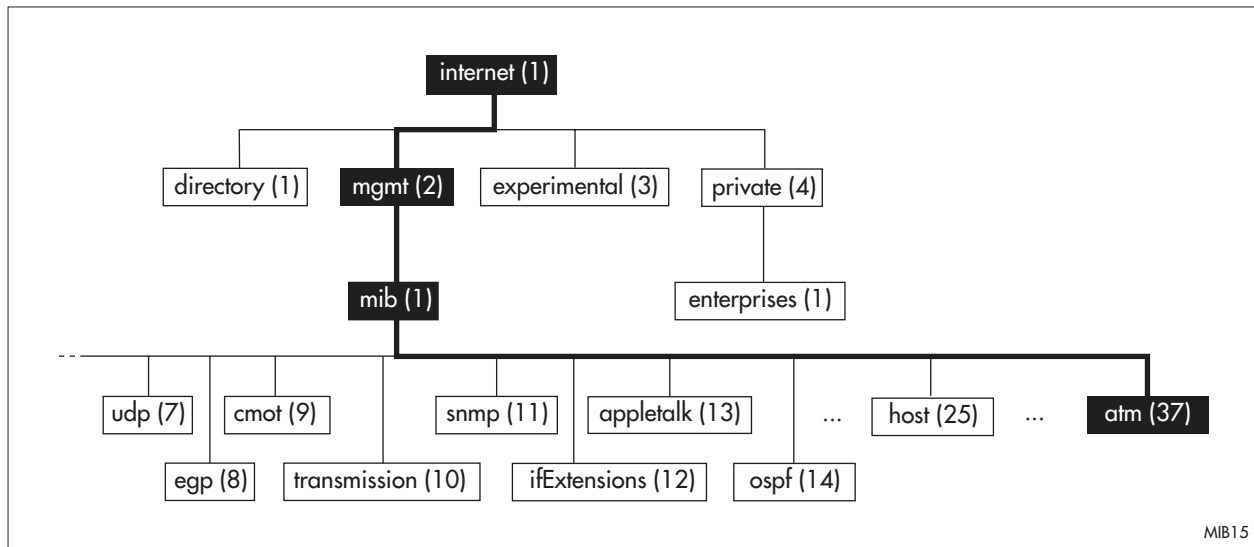 internet (1)
directory (1)
mgmt (2)
experimental (3)
private (4)
mib (1)
enterprises (1)
udp (7)
cmot (9)
snmp (11)
appletalk (13)
...
host (25)
...
atm (37)
egp (8)
transmission (10)
ifExtensions (12)
ospf (14)
MIB15